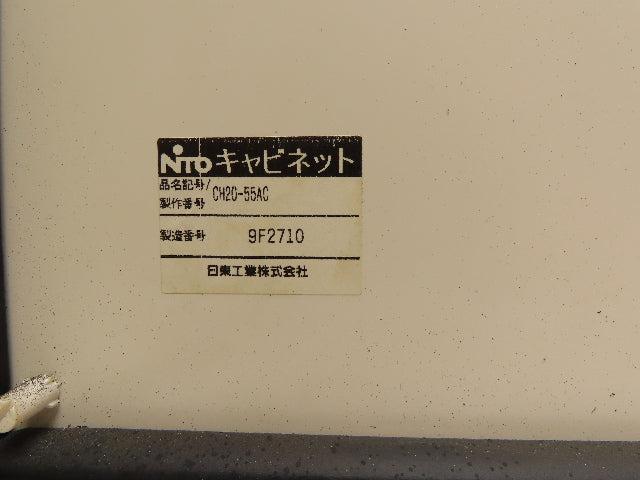 NITO キャビネット
品名記号/
製作番号 CH20-55AC
製造番号 9F2710
日東工業株式会社